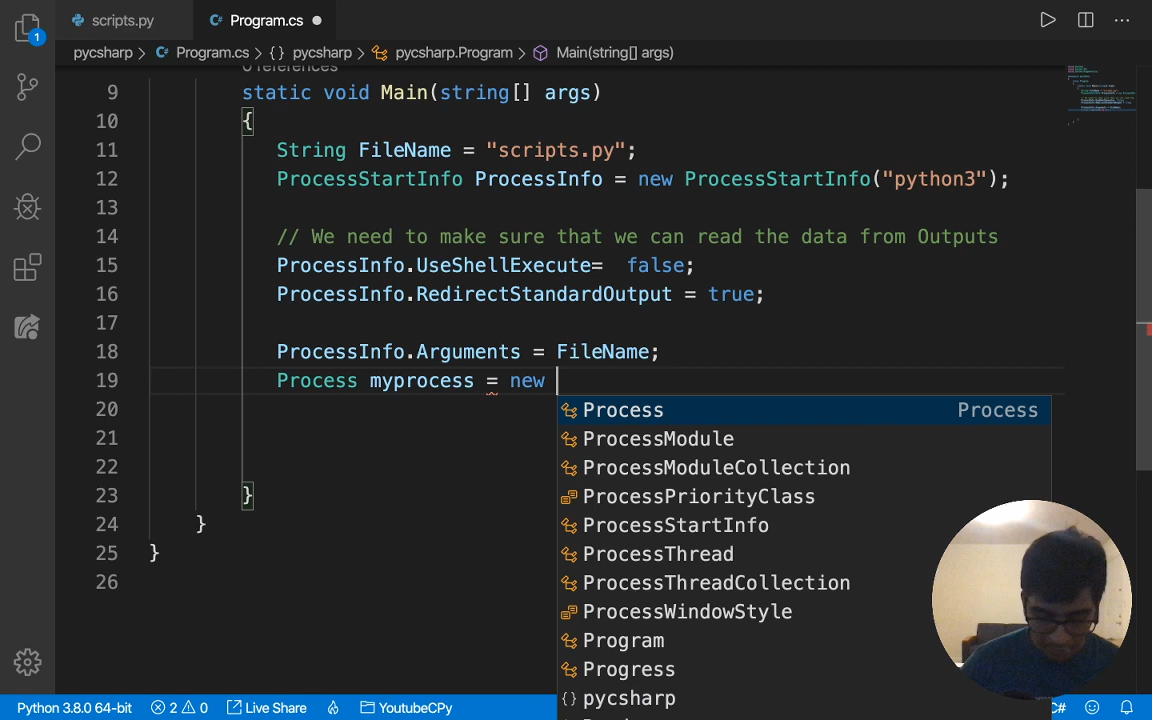 scripts.py
Program.cs
1
pycsharp > Program.cs > {} pycsharp > pycsharp.Program > Main(string[] args)
0 references
9 static void Main(string[] args)
10 {
11 String FileName = "scripts.py";
12 ProcessStartInfo ProcessInfo = new ProcessStartInfo("python3");
13
14 // We need to make sure that we can read the data from Outputs
15 ProcessInfo.UseShellExecute=  false;
16 ProcessInfo.RedirectStandardOutput = true;
17
18 ProcessInfo.Arguments = FileName;
19 Process myprocess = new
Process Process
20
ProcessModule
21
ProcessModuleCollection
22
ProcessPriorityClass
23 }
ProcessStartInfo
24 }
ProcessThread
25 }
ProcessThreadCollection
26
ProcessWindowStyle
Program
Progress
{} pycsharp
Python 3.8.0 64-bit 2 0 Live Share YoutubeCPy C#